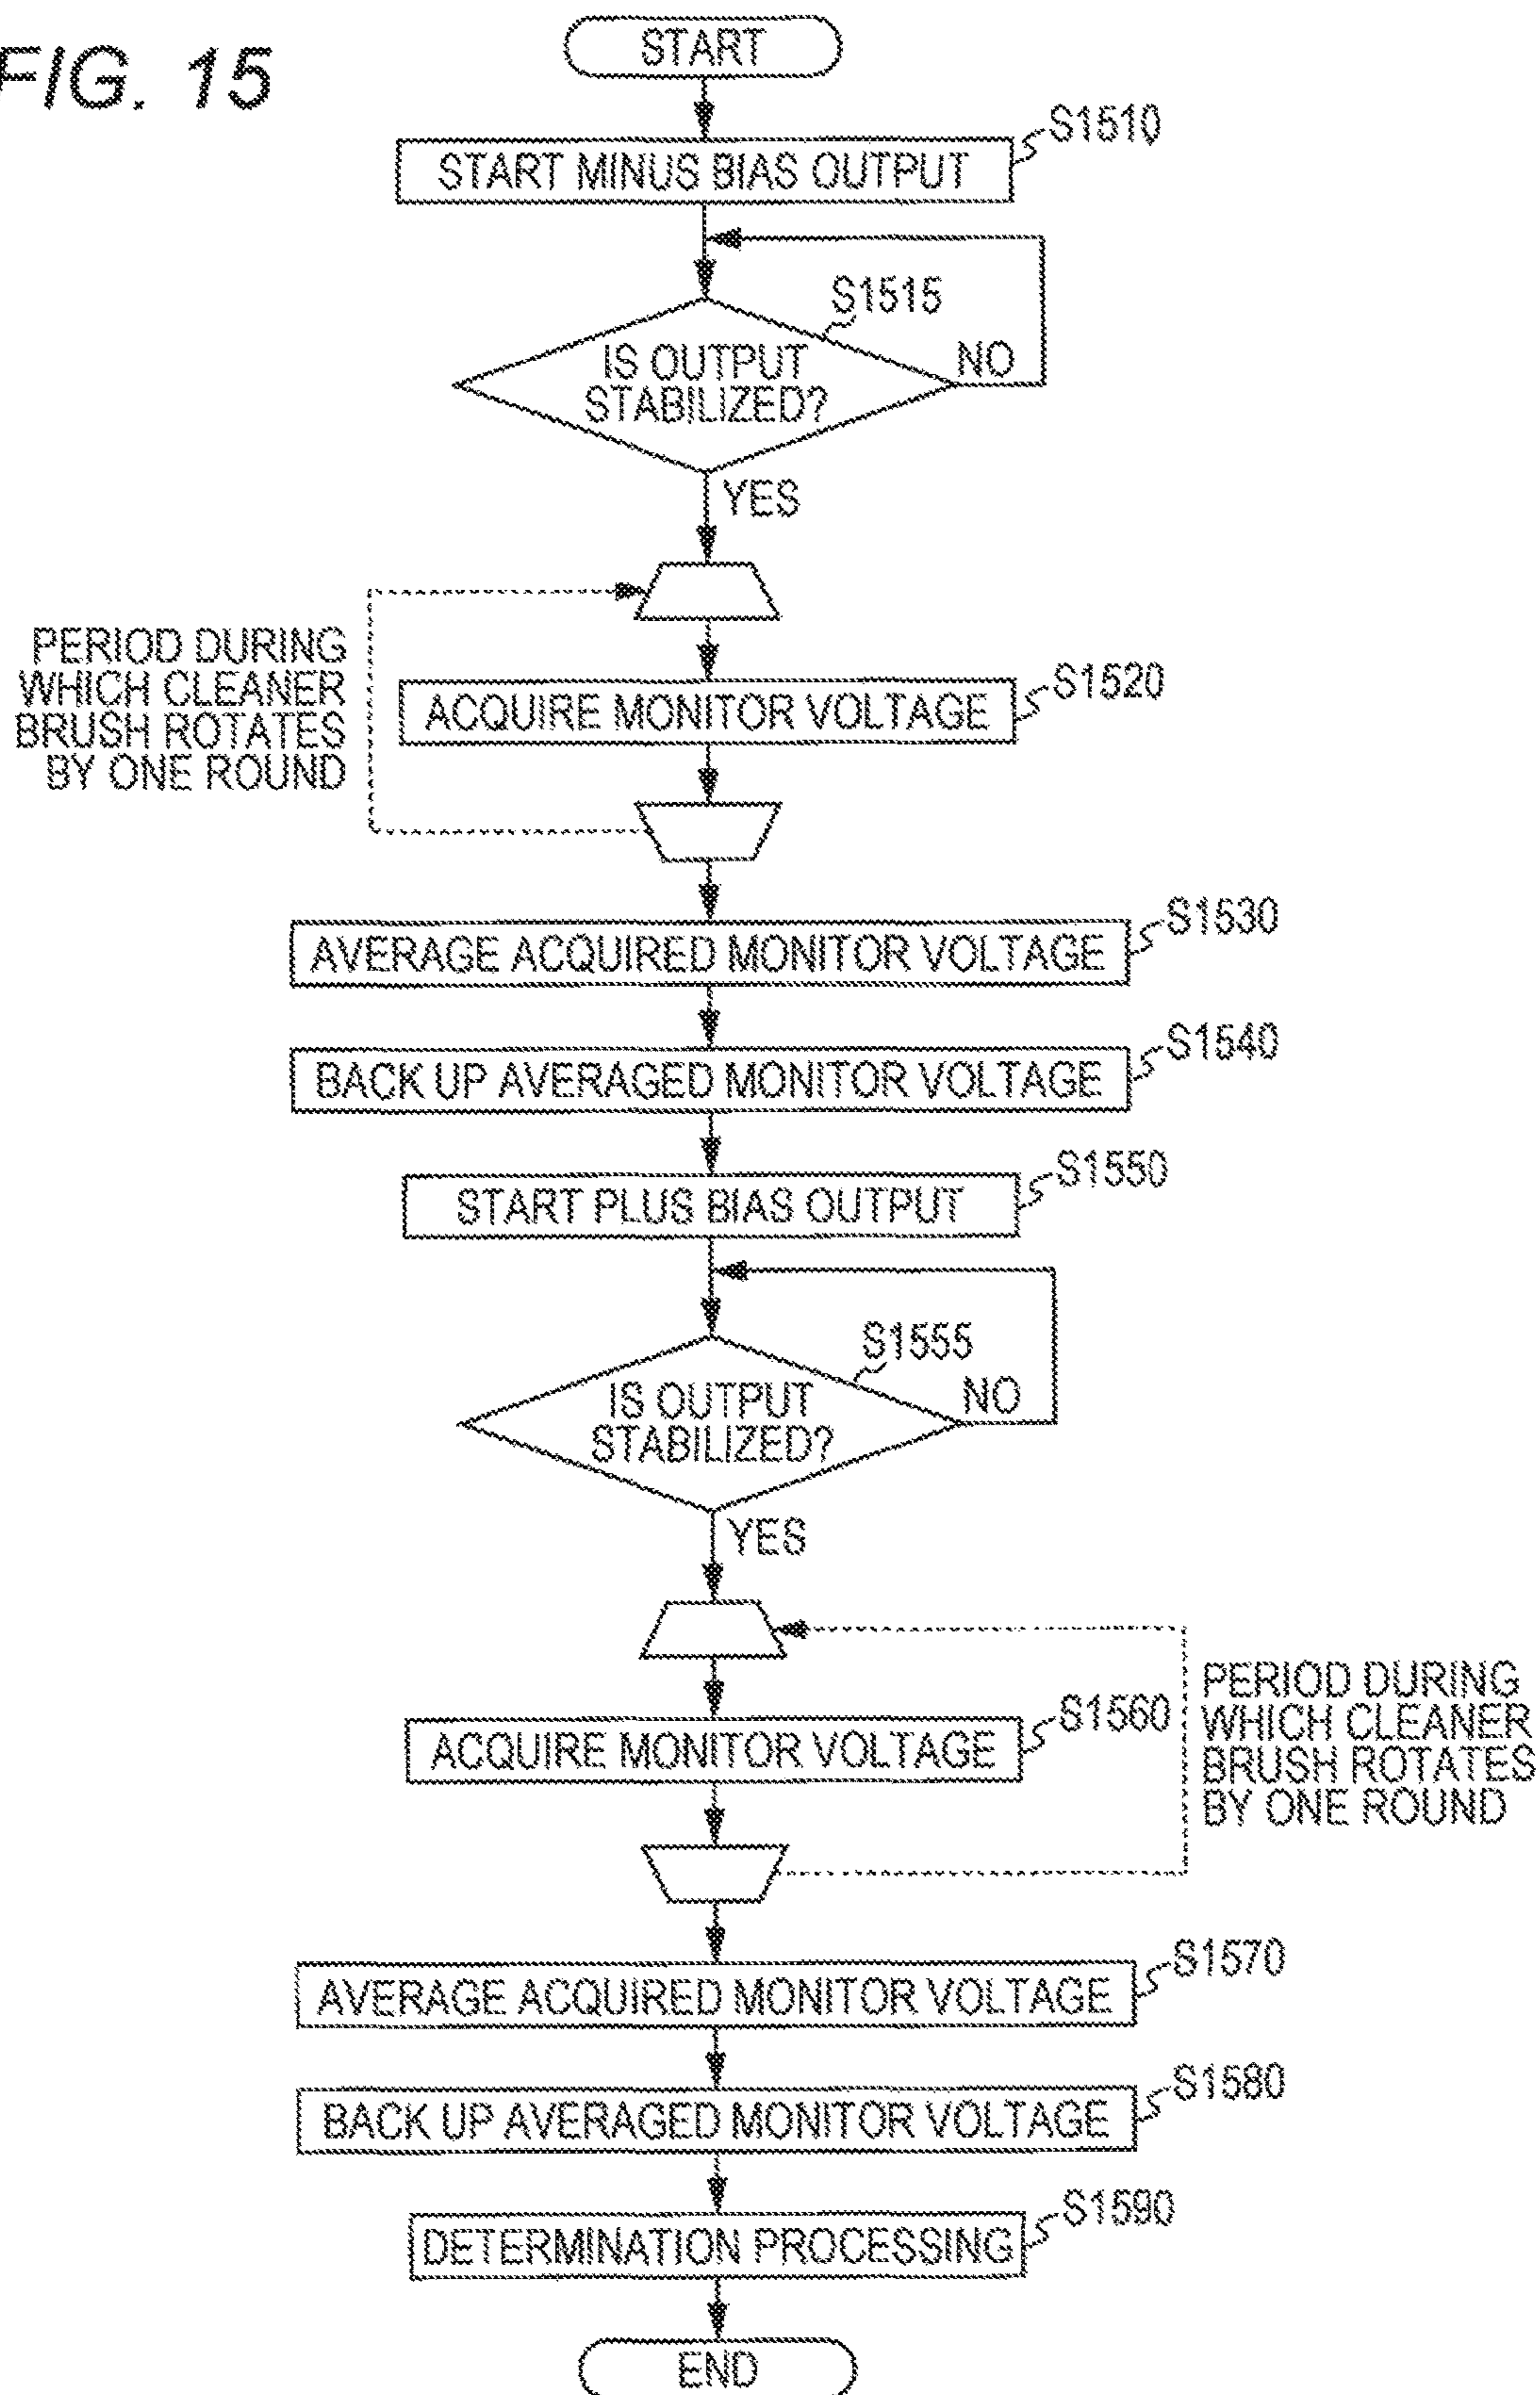 FIG. 15
START
S1510
START MINUS BIAS OUTPUT
S1515
IS OUTPUT
STABILIZED?
NO
YES
PERIOD DURING
WHICH CLEANER
BRUSH ROTATES
BY ONE ROUND
S1520
ACQUIRE MONITOR VOLTAGE
S1530
AVERAGE ACQUIRED MONITOR VOLTAGE
S1540
BACK UP AVERAGED MONITOR VOLTAGE
S1550
START PLUS BIAS OUTPUT
S1555
IS OUTPUT
STABILIZED?
NO
YES
PERIOD DURING
WHICH CLEANER
BRUSH ROTATES
BY ONE ROUND
S1560
ACQUIRE MONITOR VOLTAGE
S1570
AVERAGE ACQUIRED MONITOR VOLTAGE
S1580
BACK UP AVERAGED MONITOR VOLTAGE
S1590
DETERMINATION PROCESSING
END